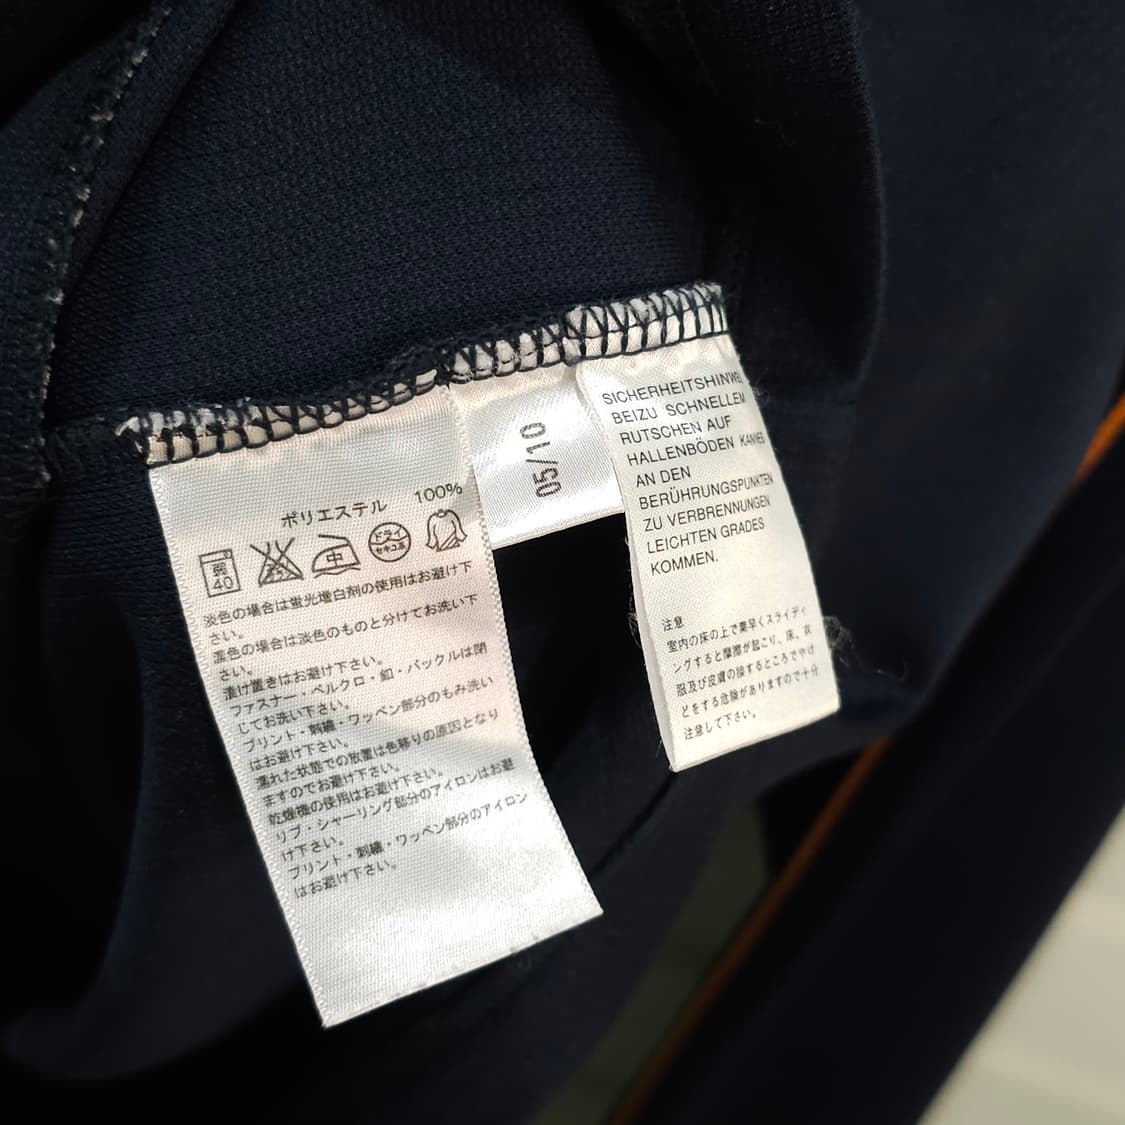 ポリエステル 100%
弱
40
エンソ
サラシ
中
ドライ
セキユ系
淡色の場合は蛍光増白剤の使用はお避け下
さい。
濃色の場合は淡色のものと分けてお洗い下
さい。
漬け置きはお避け下さい。
ファスナー・ベルクロ・釦・バックルは閉
じてお洗い下さい。
プリント・刺繍・ワッペン部分のもみ洗い
はお避け下さい。
濡れた状態での放置は色移りの原因となり
ますのでお避け下さい。
乾燥機の使用はお避け下さい。
リブ・シャーリング部分のアイロンはお避
け下さい。
プリント・刺繍・ワッペン部分のアイロン
はお避け下さい。
05/10
SICHERHEITSHINWEI
BEIZU SCHNELLEM
RUTSCHEN AUF
HALLENBÖDEN KANN ES
AN DEN
BERÜHRUNGSPUNKTEN
ZU VERBRENNUNGEN
LEICHTEN GRADES
KOMMEN.
注意
室内の床の上で素早くスライディ
ングすると摩擦が起こり、床、衣
服及び皮膚の接するところでやけ
どをする危険がありますので十分
注意して下さい。